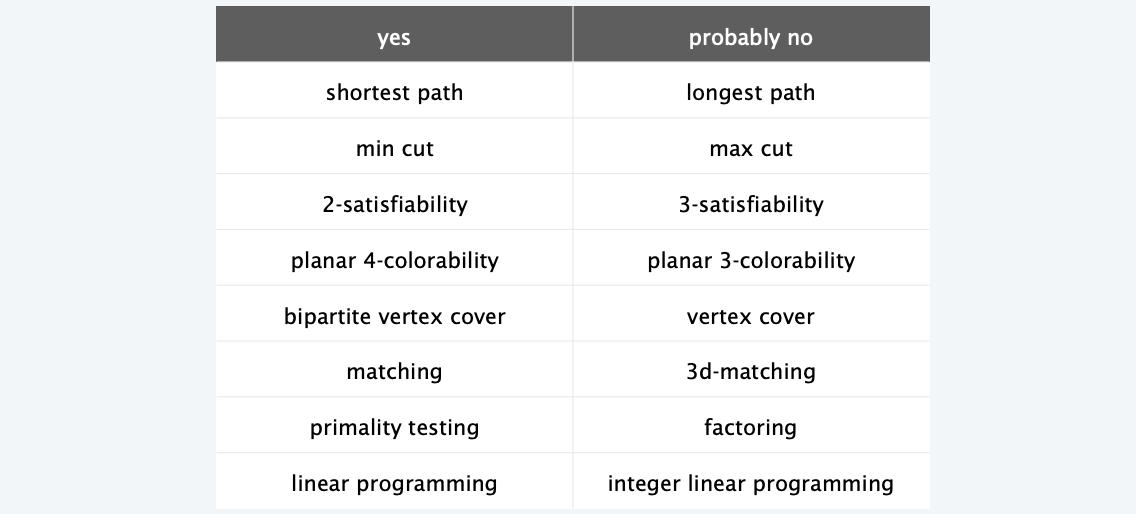 yes probably no
shortest path longest path
min cut max cut
2-satisfiability 3-satisfiability
planar 4-colorability planar 3-colorability
bipartite vertex cover vertex cover
matching 3d-matching
primality testing factoring
linear programming integer linear programming